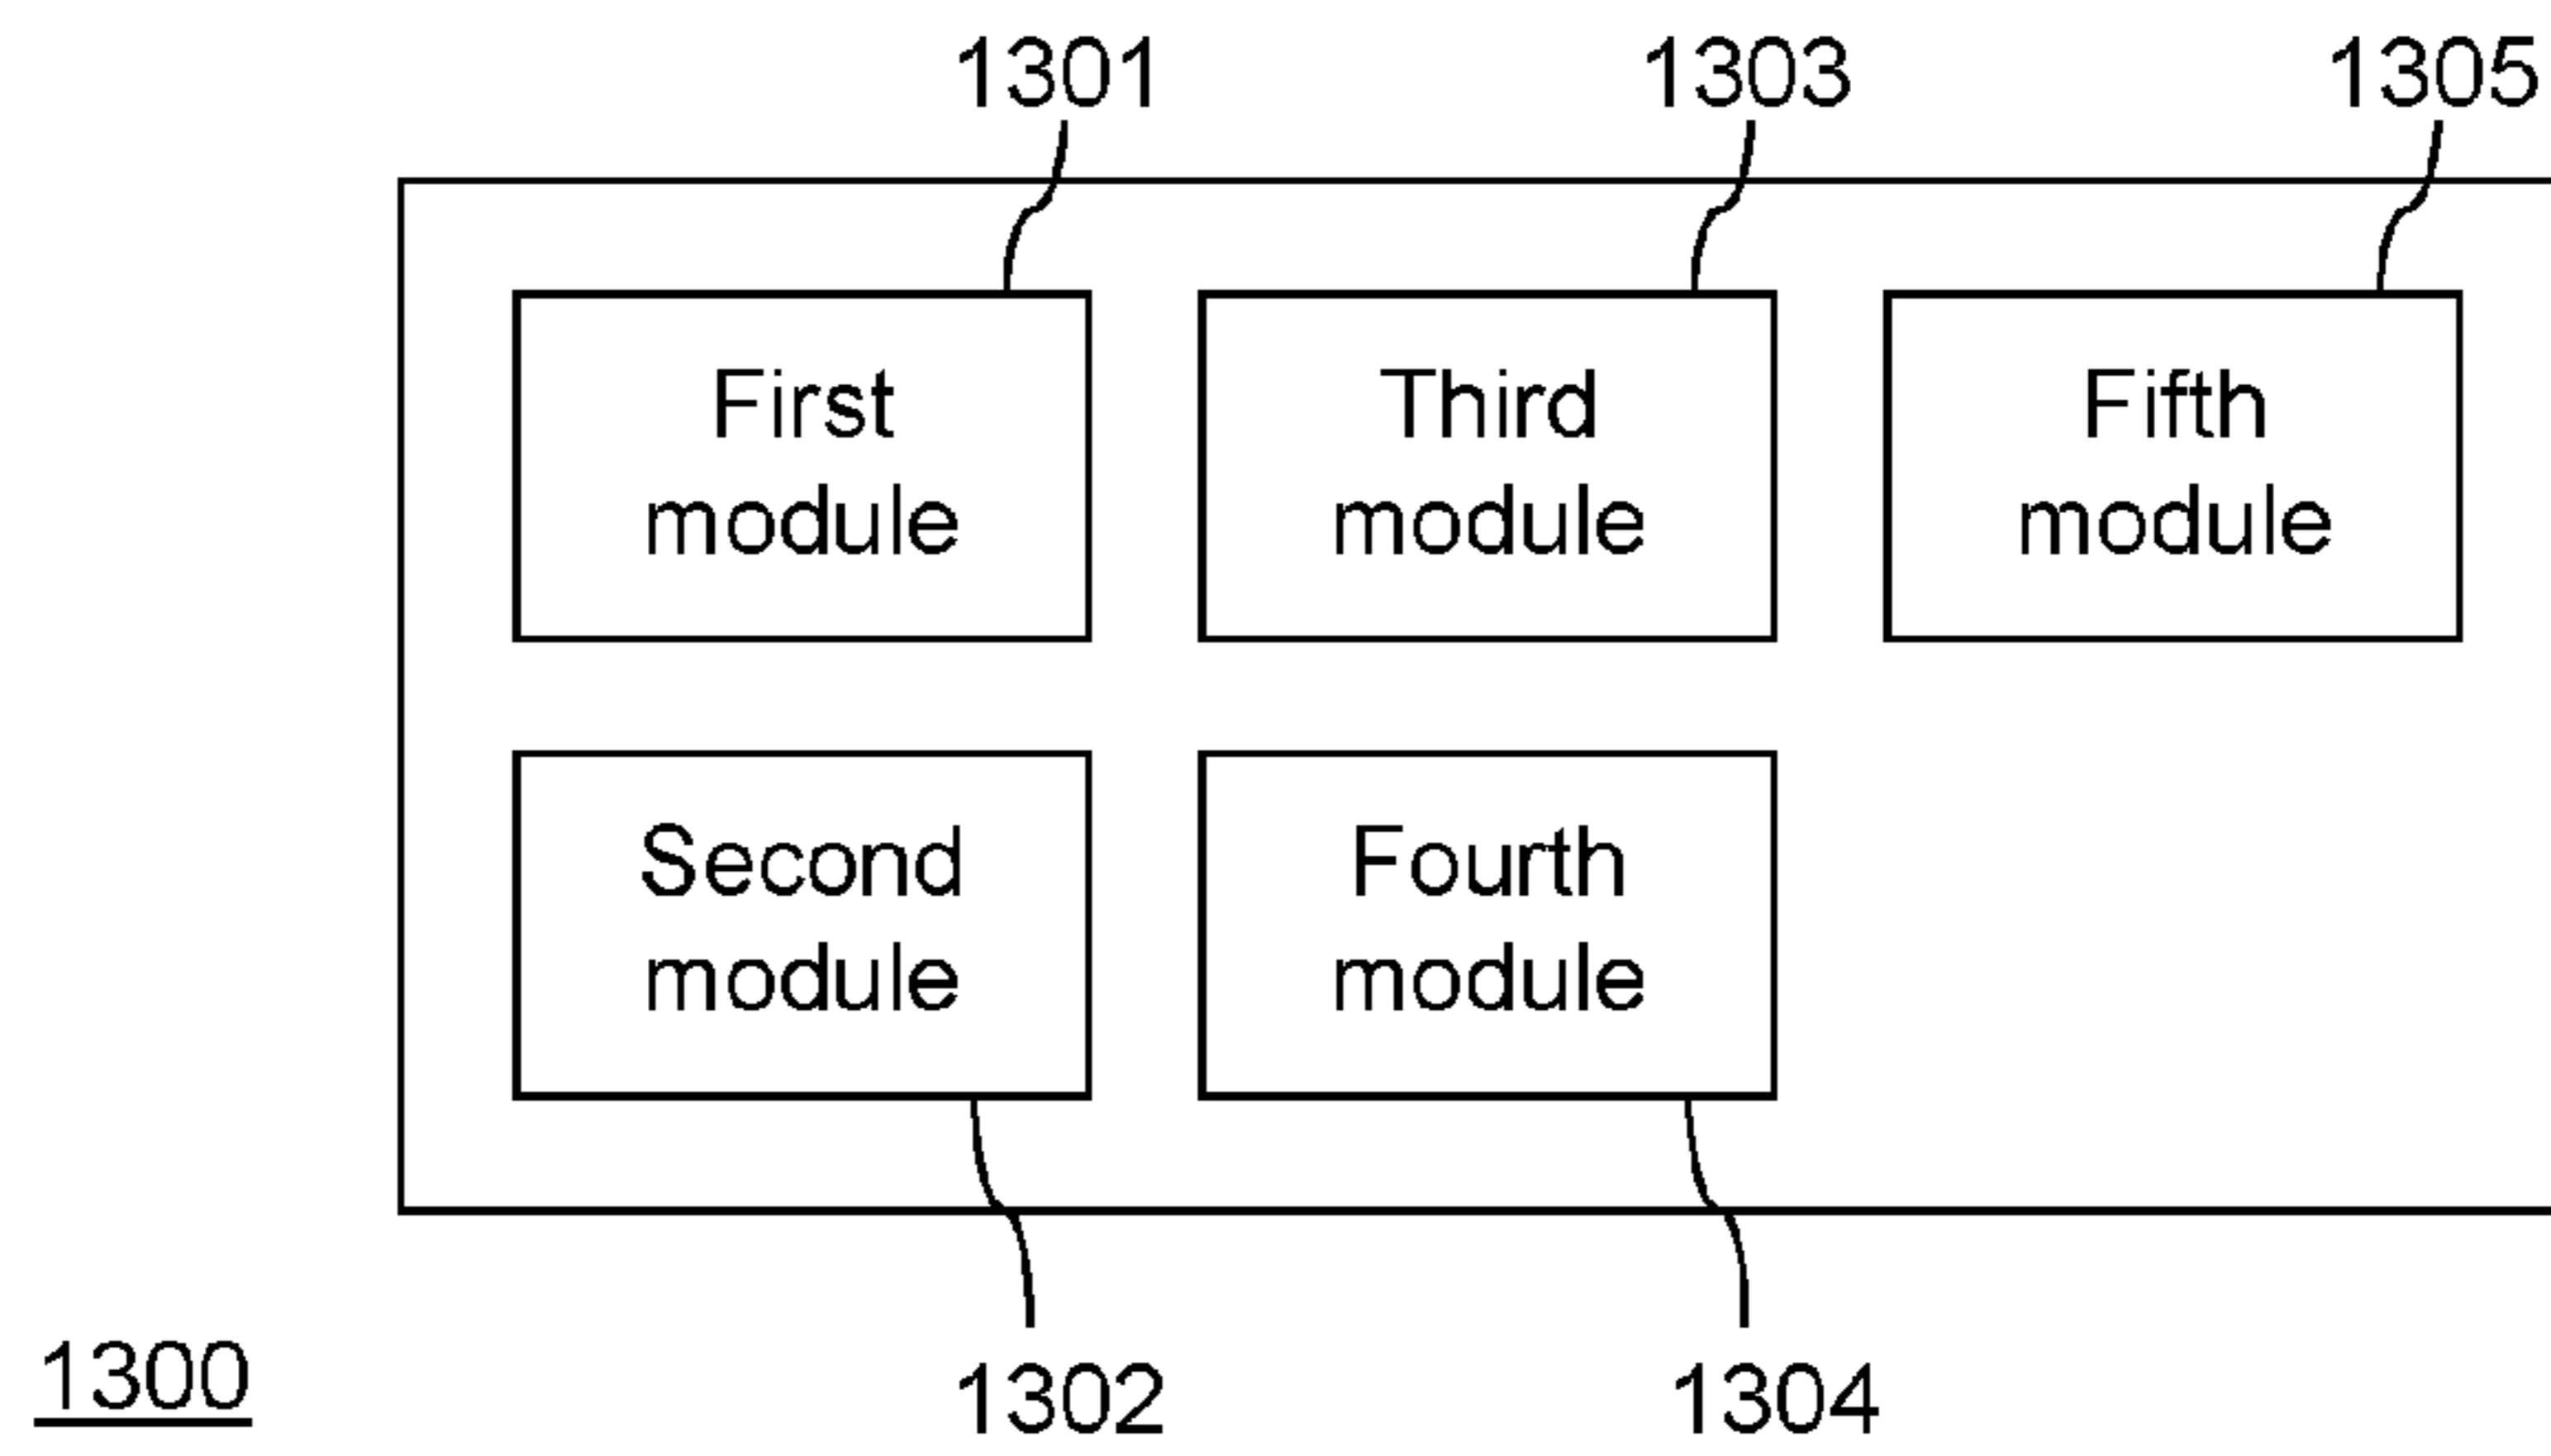 1301 1303 1305
First module
Third module
Fifth module
Second module
Fourth module
1300
1302 1304